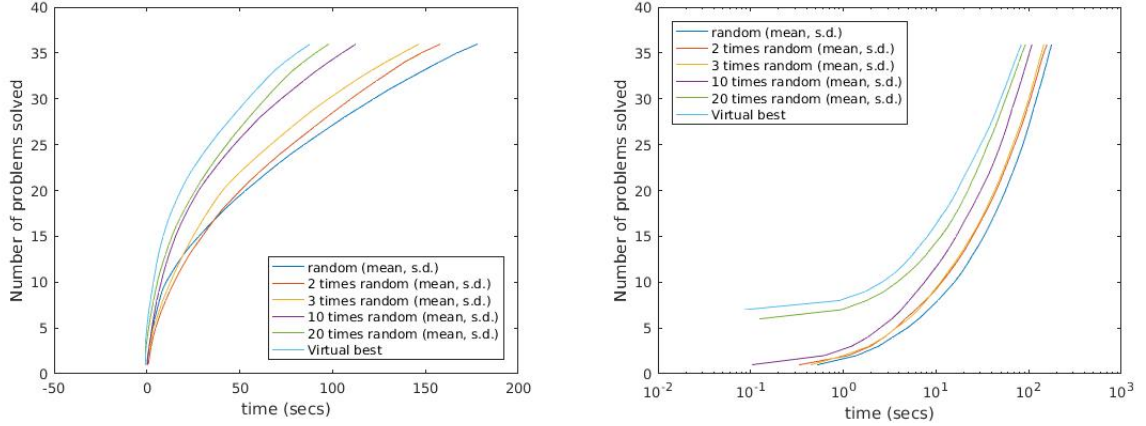 40
35
30
25
20
15
10
5
0
Number of problems solved
random (mean, s.d.)
2 times random (mean, s.d.)
3 times random (mean, s.d.)
10 times random (mean, s.d.)
20 times random (mean, s.d.)
Virtual best
-50 0 50 100 150 200
time (secs)
40
35
30
25
20
15
10
5
0
Number of problems solved
random (mean, s.d.)
2 times random (mean, s.d.)
3 times random (mean, s.d.)
10 times random (mean, s.d.)
20 times random (mean, s.d.)
Virtual best
10-2 10-1 100 101 102 103
time (secs)